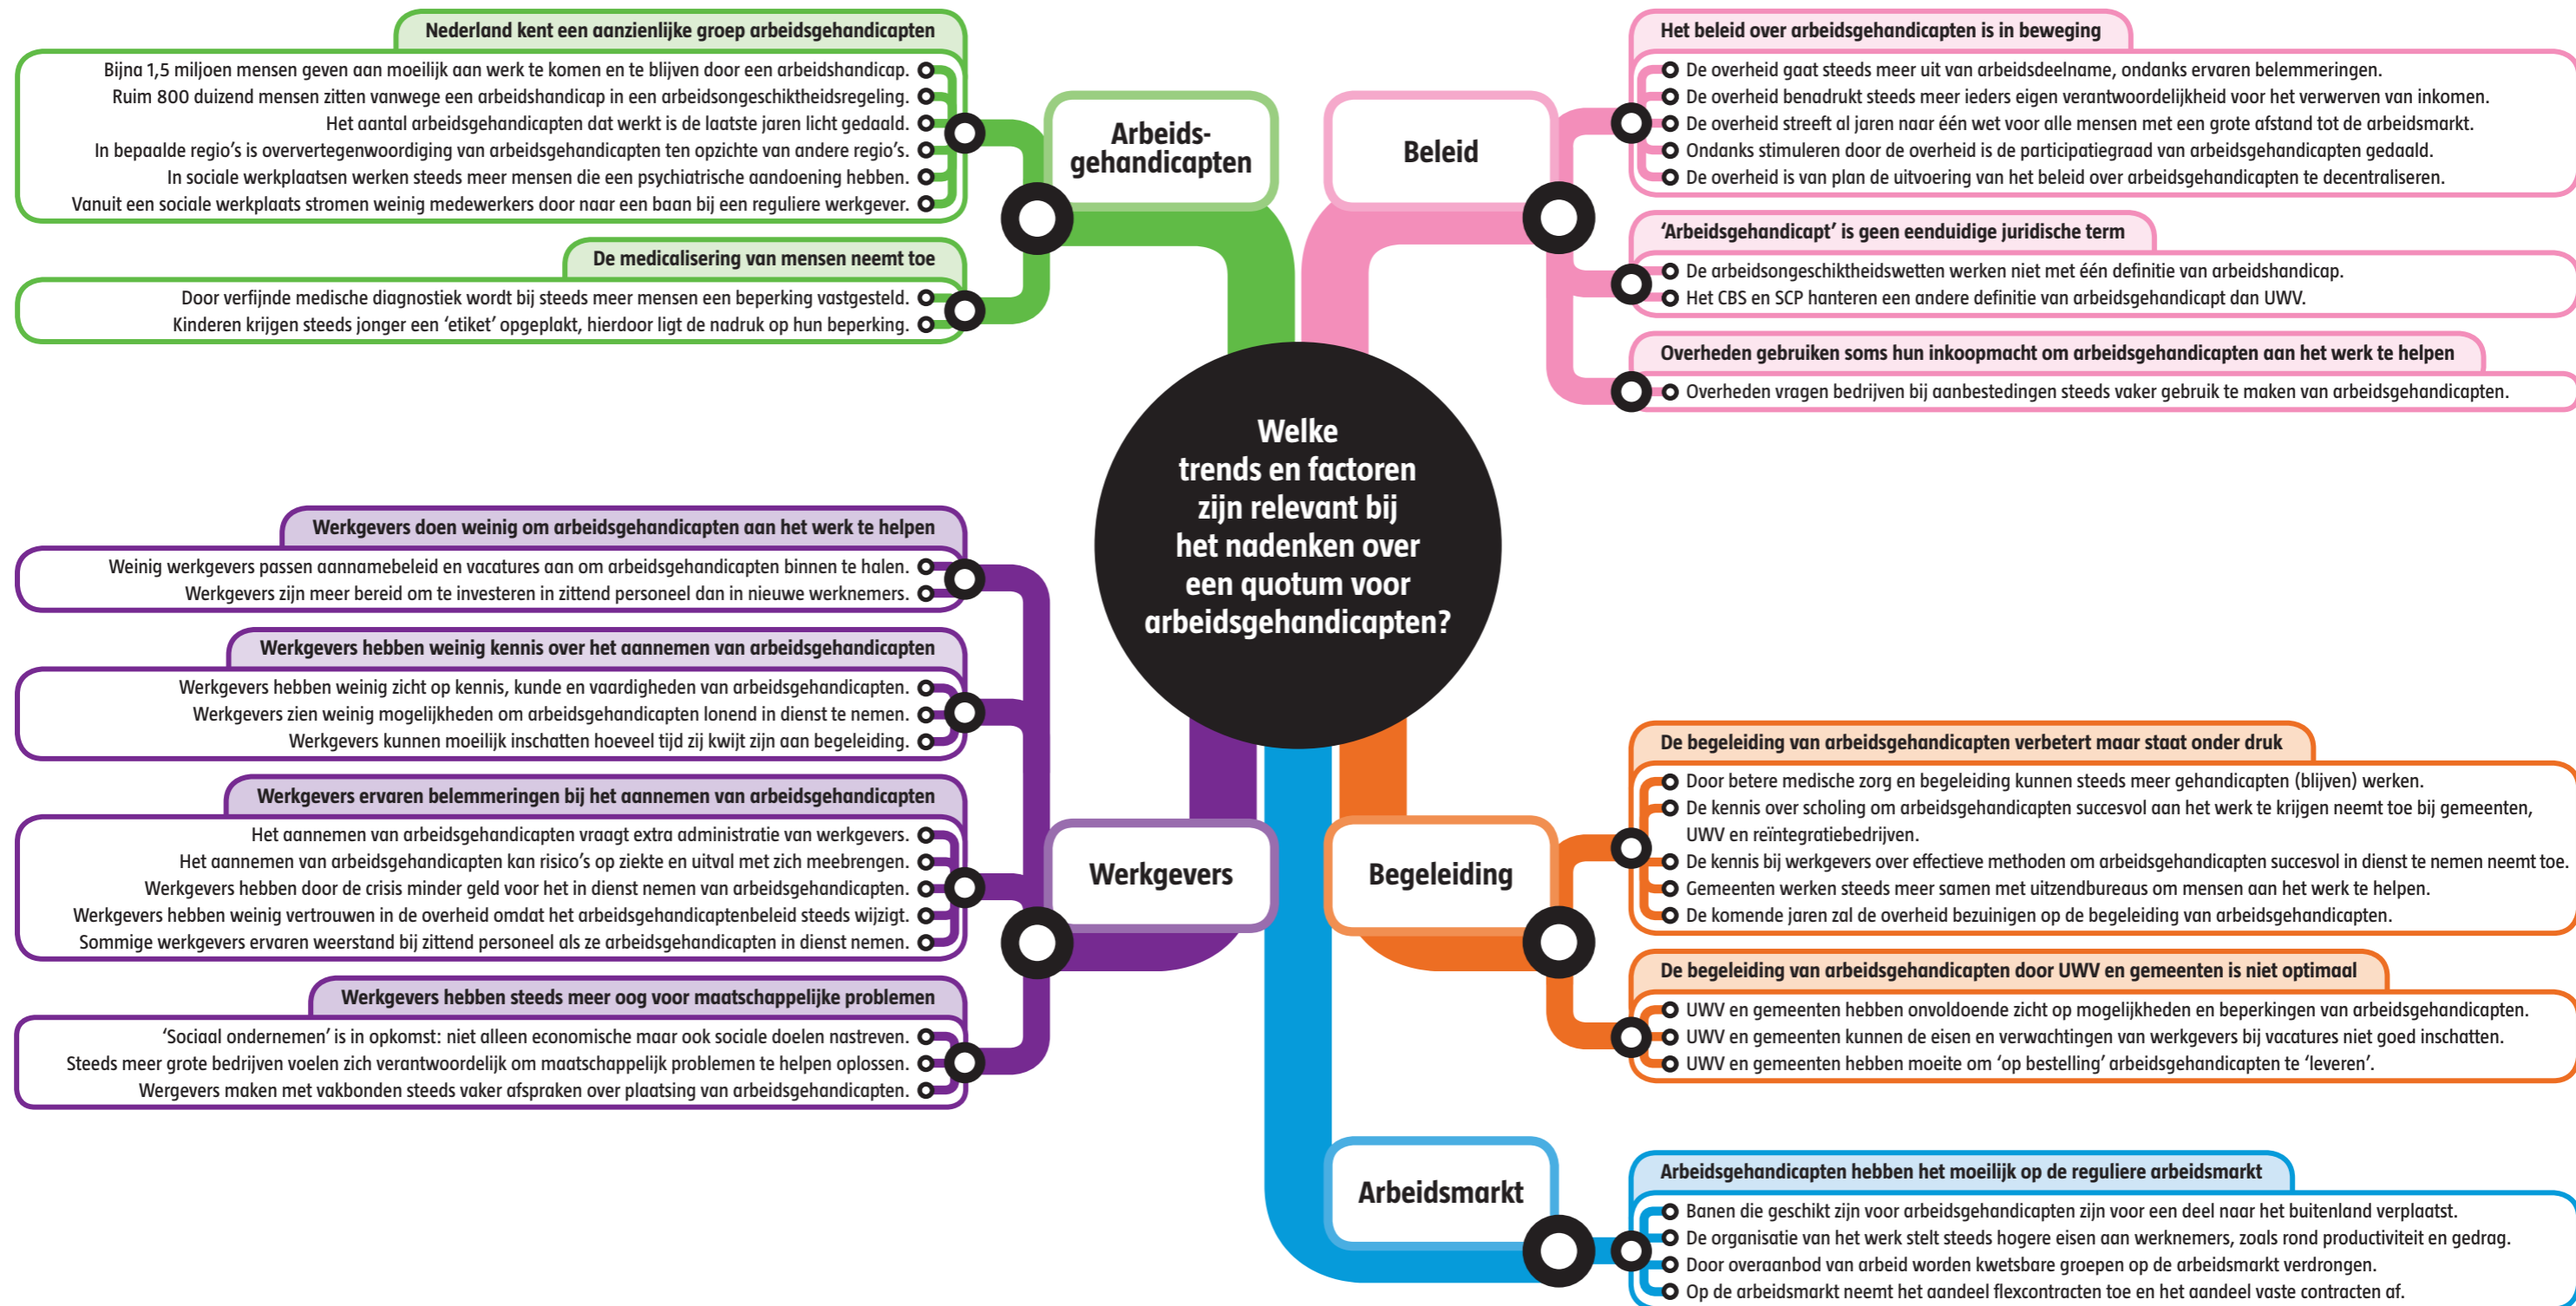 Welke
trends en factoren
zijn relevant bij
het nadenken over
een quotum voor
arbeidsgehandicapten?
Arbeids-
gehandicapten
Nederland kent een aanzienlijke groep arbeidsgehandicapten
Bijna 1,5 miljoen mensen geven aan moeilijk aan werk te komen en te blijven door een arbeidshandicap.
Ruim 800 duizend mensen zitten vanwege een arbeidshandicap in een arbeidsongeschiktheidsregeling.
Het aantal arbeidsgehandicapten dat werkt is de laatste jaren licht gedaald.
In bepaalde regio's is oververtegenwoordiging van arbeidsgehandicapten ten opzichte van andere regio's.
In sociale werkplaatsen werken steeds meer mensen die een psychiatrische aandoening hebben.
Vanuit een sociale werkplaats stromen weinig medewerkers door naar een baan bij een reguliere werkgever.
De medicalisering van mensen neemt toe
Door verfijnde medische diagnostiek wordt bij steeds meer mensen een beperking vastgesteld.
Kinderen krijgen steeds jonger een 'etiket' opgeplakt, hierdoor ligt de nadruk op hun beperking.
Beleid
Het beleid over arbeidsgehandicapten is in beweging
De overheid gaat steeds meer uit van arbeidsdeelname, ondanks ervaren belemmeringen.
De overheid benadrukt steeds meer ieders eigen verantwoordelijkheid voor het verwerven van inkomen.
De overheid streeft al jaren naar één wet voor alle mensen met een grote afstand tot de arbeidsmarkt.
Ondanks stimuleren door de overheid is de participatiegraad van arbeidsgehandicapten gedaald.
De overheid is van plan de uitvoering van het beleid over arbeidsgehandicapten te decentraliseren.
'Arbeidsgehandicapt' is geen eenduidige juridische term
De arbeidsongeschiktheidswetten werken niet met één definitie van arbeidshandicap.
Het CBS en SCP hanteren een andere definitie van arbeidsgehandicapt dan UWV.
Overheden gebruiken soms hun inkoopmacht om arbeidsgehandicapten aan het werk te helpen
Overheden vragen bedrijven bij aanbestedingen steeds vaker gebruik te maken van arbeidsgehandicapten.
Werkgevers
Werkgevers doen weinig om arbeidsgehandicapten aan het werk te helpen
Weinig werkgevers passen aannamebeleid en vacatures aan om arbeidsgehandicapten binnen te halen.
Werkgevers zijn meer bereid om te investeren in zittend personeel dan in nieuwe werknemers.
Werkgevers hebben weinig kennis over het aannemen van arbeidsgehandicapten
Werkgevers hebben weinig zicht op kennis, kunde en vaardigheden van arbeidsgehandicapten.
Werkgevers zien weinig mogelijkheden om arbeidsgehandicapten lonend in dienst te nemen.
Werkgevers kunnen moeilijk inschatten hoeveel tijd zij kwijt zijn aan begeleiding.
Werkgevers ervaren belemmeringen bij het aannemen van arbeidsgehandicapten
Het aannemen van arbeidsgehandicapten vraagt extra administratie van werkgevers.
Het aannemen van arbeidsgehandicapten kan risico's op ziekte en uitval met zich meebrengen.
Werkgevers hebben door de crisis minder geld voor het in dienst nemen van arbeidsgehandicapten.
Werkgevers hebben weinig vertrouwen in de overheid omdat het arbeidsgehandicaptenbeleid steeds wijzigt.
Sommige werkgevers ervaren weerstand bij zittend personeel als ze arbeidsgehandicapten in dienst nemen.
Werkgevers hebben steeds meer oog voor maatschappelijke problemen
'Sociaal ondernemen' is in opkomst: niet alleen economische maar ook sociale doelen nastreven.
Steeds meer grote bedrijven voelen zich verantwoordelijk om maatschappelijk problemen te helpen oplossen.
Wergevers maken met vakbonden steeds vaker afspraken over plaatsing van arbeidsgehandicapten.
Begeleiding
De begeleiding van arbeidsgehandicapten verbetert maar staat onder druk
Door betere medische zorg en begeleiding kunnen steeds meer gehandicapten (blijven) werken.
De kennis over scholing om arbeidsgehandicapten succesvol aan het werk te krijgen neemt toe bij gemeenten,
UWV en reïntegratiebedrijven.
De kennis bij werkgevers over effectieve methoden om arbeidsgehandicapten succesvol in dienst te nemen neemt toe.
Gemeenten werken steeds meer samen met uitzendbureaus om mensen aan het werk te helpen.
De komende jaren zal de overheid bezuinigen op de begeleiding van arbeidsgehandicapten.
De begeleiding van arbeidsgehandicapten door UWV en gemeenten is niet optimaal
UWV en gemeenten hebben onvoldoende zicht op mogelijkheden en beperkingen van arbeidsgehandicapten.
UWV en gemeenten kunnen de eisen en verwachtingen van werkgevers bij vacatures niet goed inschatten.
UWV en gemeenten hebben moeite om 'op bestelling' arbeidsgehandicapten te 'leveren'.
Arbeidsmarkt
Arbeidsgehandicapten hebben het moeilijk op de reguliere arbeidsmarkt
Banen die geschikt zijn voor arbeidsgehandicapten zijn voor een deel naar het buitenland verplaatst.
De organisatie van het werk stelt steeds hogere eisen aan werknemers, zoals rond productiviteit en gedrag.
Door overaanbod van arbeid worden kwetsbare groepen op de arbeidsmarkt verdrongen.
Op de arbeidsmarkt neemt het aandeel flexcontracten toe en het aandeel vaste contracten af.